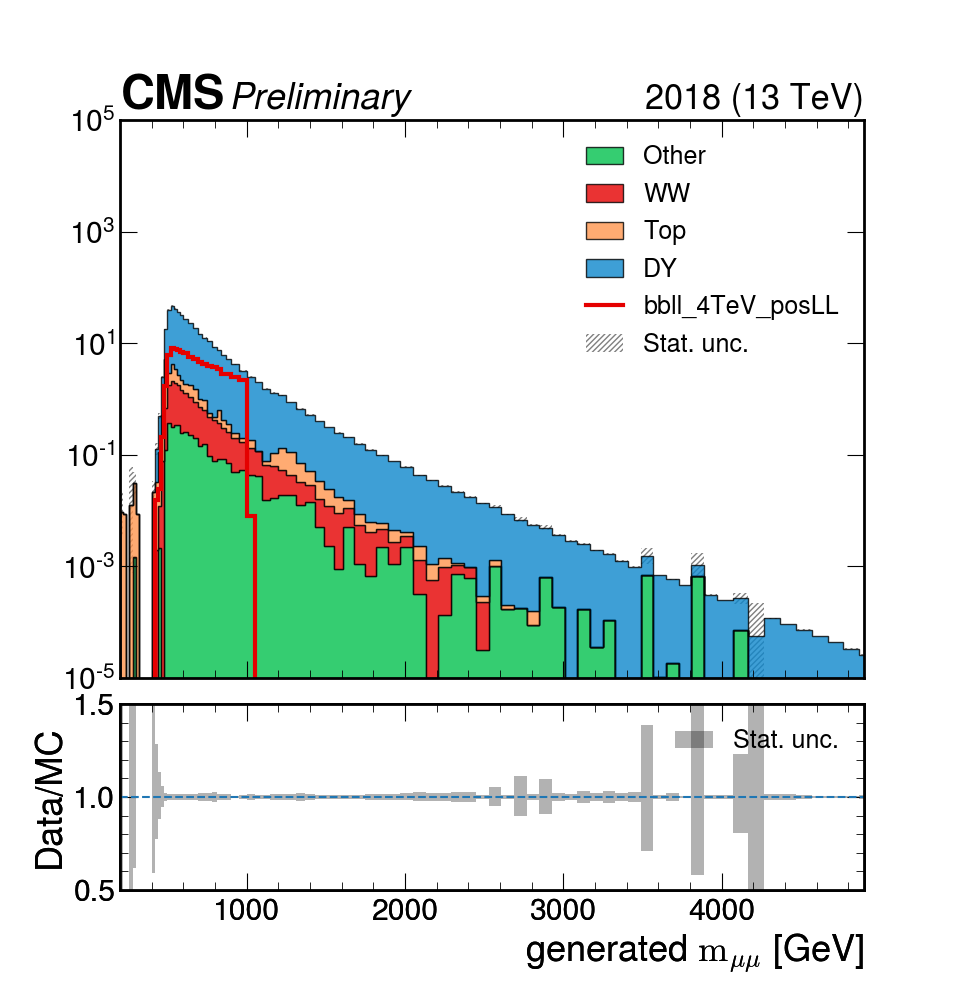 CMS Preliminary 2018 (13 TeV)
10^5
Other
WW
10^3
Top
DY
bbll_4TeV_posLL
10^1
Stat. unc.
10^-1
10^-3
10^-5
1.5
Stat. unc.
Data/MC
1.0
0.5
1000 2000 3000 4000
generated m_μμ [GeV]